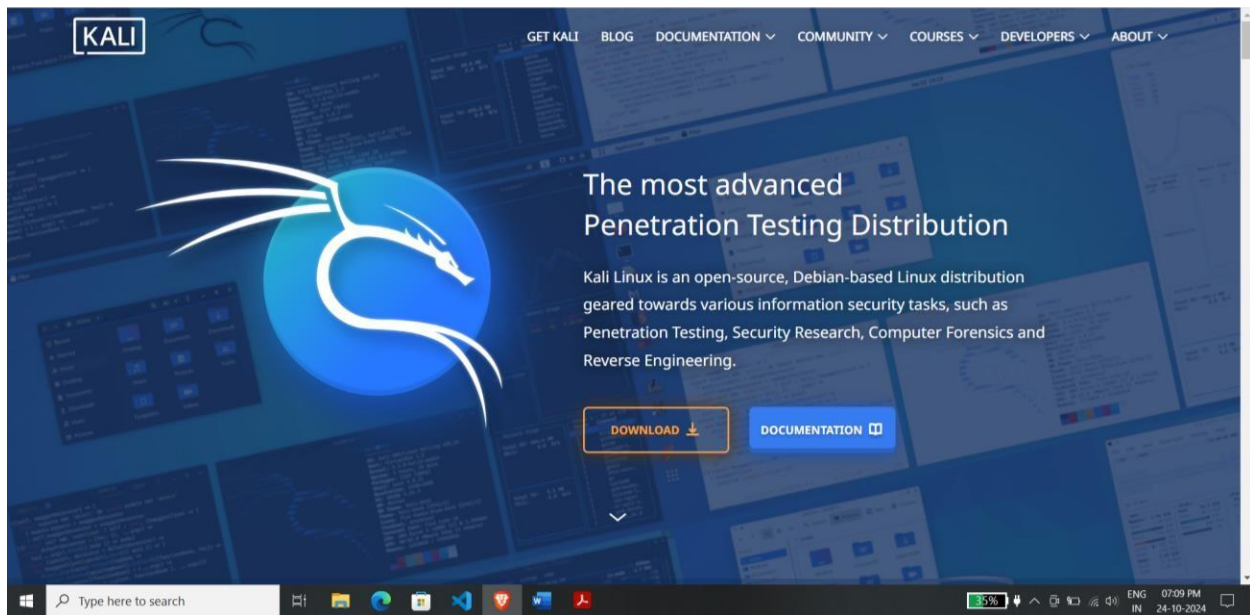 KALI
GET KALI BLOG DOCUMENTATION COMMUNITY COURSES DEVELOPERS ABOUT
The most advanced
Penetration Testing Distribution
Kali Linux is an open-source, Debian-based Linux distribution
geared towards various information security tasks, such as
Penetration Testing, Security Research, Computer Forensics and
Reverse Engineering.
DOWNLOAD DOCUMENTATION
Type here to search 35% ENG 07:09 PM
IN 24-10-2024